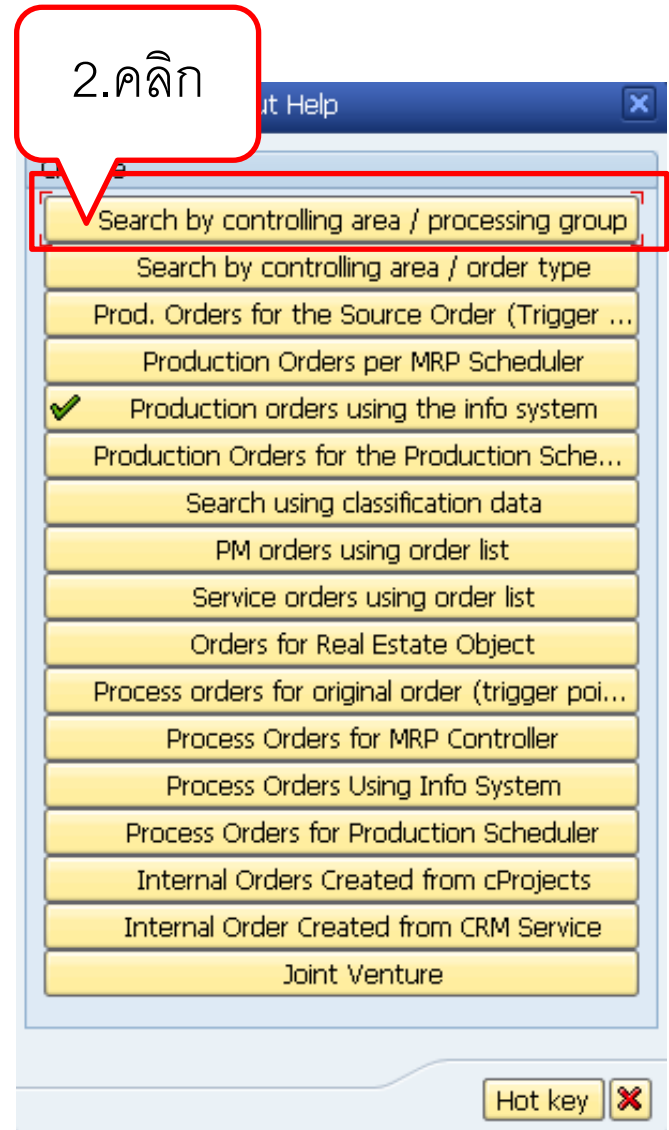 2.คลิก
ut Help
Search by controlling area / processing group
Search by controlling area / order type
Prod. Orders for the Source Order (Trigger ...
Production Orders per MRP Scheduler
Production orders using the info system
Production Orders for the Production Sche...
Search using classification data
PM orders using order list
Service orders using order list
Orders for Real Estate Object
Process orders for original order (trigger poi...
Process Orders for MRP Controller
Process Orders Using Info System
Process Orders for Production Scheduler
Internal Orders Created from cProjects
Internal Order Created from CRM Service
Joint Venture
Hot key